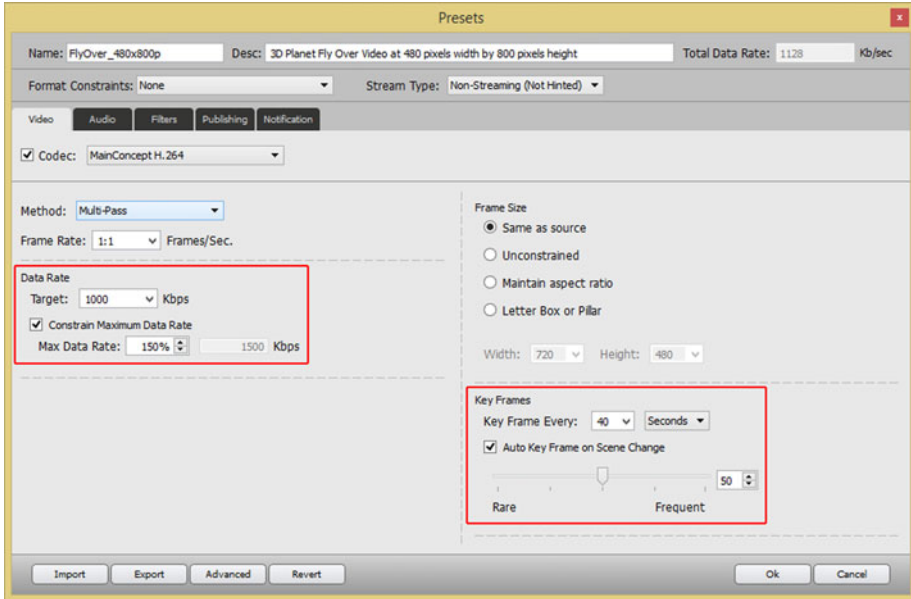 Presets
x
Name: FlyOver_480x800p Desc: 3D Planet Fly Over Video at 480 pixels width by 800 pixels height Total Data Rate: 1128 Kb/sec
Format Constraints: None Stream Type: Non-Streaming (Not Hinted)
Video Audio Filters Publishing Notification
Codec: MainConcept H.264
Method: Multi-Pass
Frame Rate: 1:1 Frames/Sec.
Data Rate
Target: 1000 Kbps
Constrain Maximum Data Rate
Max Data Rate: 150% 1500 Kbps
Frame Size
Same as source
Unconstrained
Maintain aspect ratio
Letter Box or Pillar
Width: 720 Height: 480
Key Frames
Key Frame Every: 40 Seconds
Auto Key Frame on Scene Change
50
Rare Frequent
Import Export Advanced Revert Ok Cancel